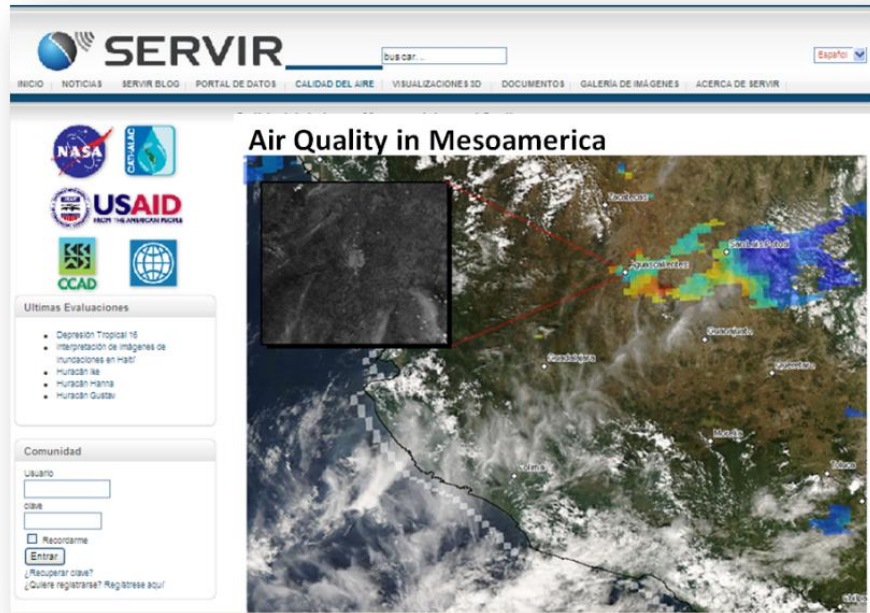 SERVIR
buscar...
Español
INICIO
NOTICIAS
SERVIR BLOG
PORTAL DE DATOS
CALIDAD DEL AIRE
VISUALIZACIONES 3D
DOCUMENTOS
GALERÍA DE IMÁGENES
ACERCA DE SERVIR
Air Quality in Mesoamerica
NASA
CATHALAC
USAID
FROM THE AMERICAN PEOPLE
CCAD
Ultimas Evaluaciones
Depresión Tropical 16
Interpretación de imágenes de
inundaciones en Haití
Huracán Ike
Huracán Hanna
Huracán Gustav
Comunidad
Usuario
clave
Recordarme
Entrar
¿Recuperar clave?
¿Quiere registrarse? Regístrese aquí
Zacatecas
San Luis Potosí
Aguascalientes
Guanajuato
Guadalajara
Querétaro
Morelia
Colima
Toluca